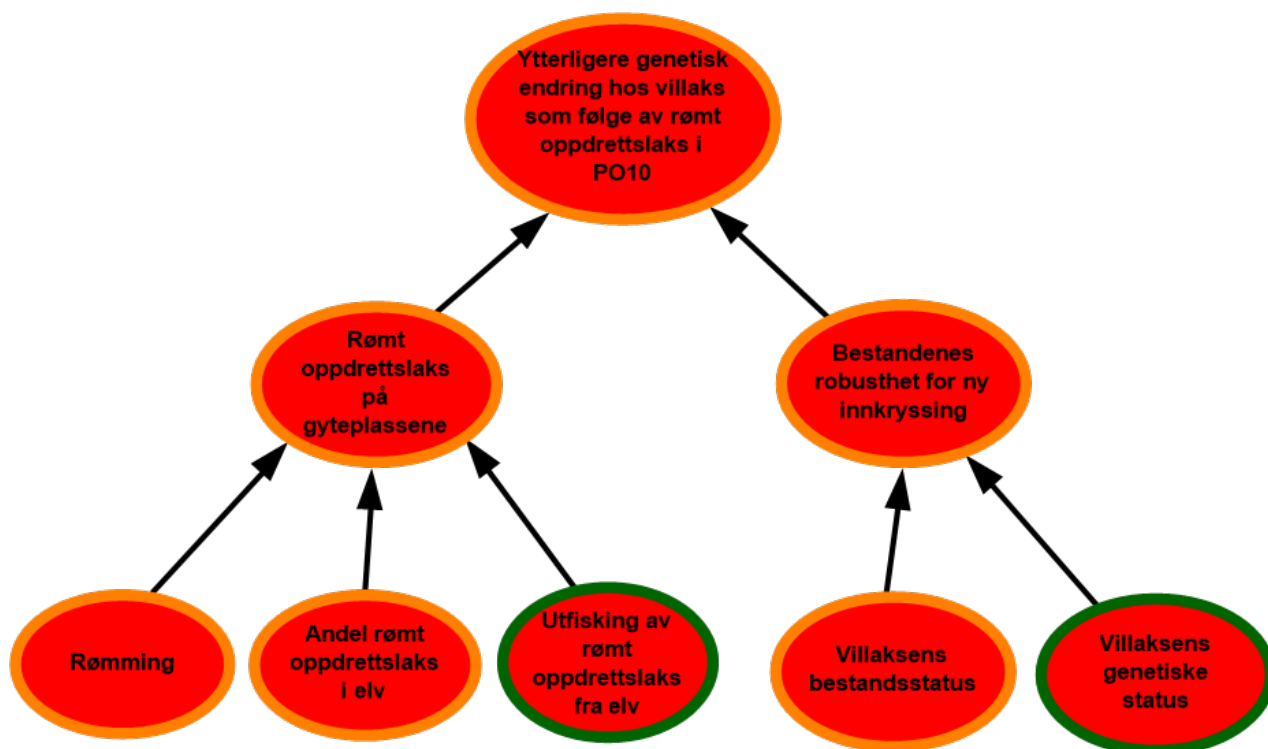 Ytterligere genetisk
endring hos villaks
som følge av rømt
oppdrettslaks i
PO10
Rømt
oppdrettslaks
på
gyteplassene
Bestandenes
robusthet for ny
innkryssing
Rømming
Andel rømt
oppdrettslaks
i elv
Utfisking av
rømt
oppdrettslaks
fra elv
Villaksens
bestandsstatus
Villaksens
genetiske
status